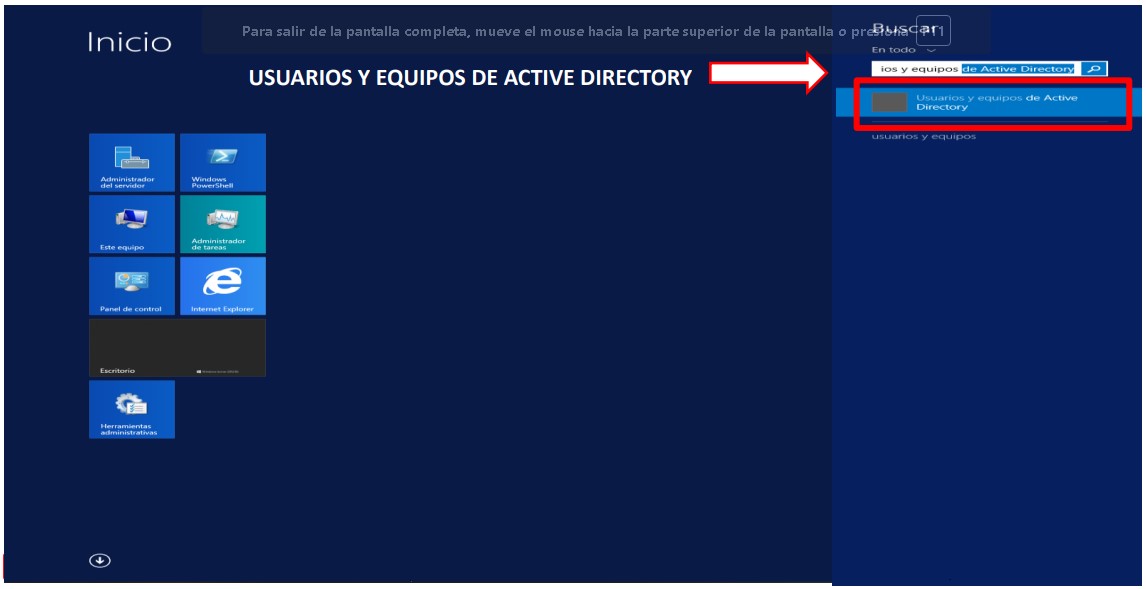 Inicio
Para salir de la pantalla completa, mueve el mouse hacia la parte superior de la pantalla o presiona F11
Buscar
En todo
USUARIOS Y EQUIPOS DE ACTIVE DIRECTORY
ios y equipos de Active Directory
Usuarios y equipos de Active
Directory
usuarios y equipos
Administrador
del servidor
Windows
PowerShell
Este equipo
Administrador
de tareas
Panel de control
Internet Explorer
Escritorio
Herramientas
administrativas